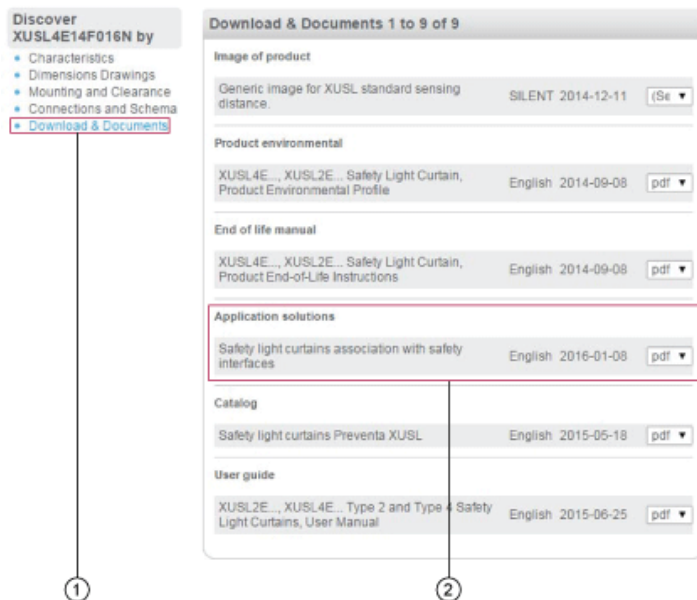 Discover
XUSL4E14F016N by
Characteristics
Dimensions Drawings
Mounting and Clearance
Connections and Schema
Download & Documents
Download & Documents 1 to 9 of 9
Image of product
Generic image for XUSL standard sensing
distance.
SILENT 2014-12-11 (Se
Product environmental
XUSL4E..., XUSL2E... Safety Light Curtain,
Product Environmental Profile
English 2014-09-08 pdf
End of life manual
XUSL4E..., XUSL2E... Safety Light Curtain,
Product End-of-Life Instructions
English 2014-09-08 pdf
Application solutions
Safety light curtains association with safety
interfaces
English 2016-01-08 pdf
Catalog
Safety light curtains Preventa XUSL English 2015-05-18 pdf
User guide
XUSL2E..., XUSL4E... Type 2 and Type 4 Safety
Light Curtains, User Manual
English 2015-06-25 pdf
1 2